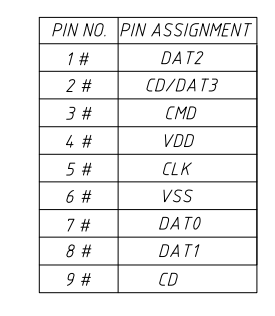 PIN NO. PIN ASSIGNMENT
1 # DAT2
2 # CD/DAT3
3 # CMD
4 # VDD
5 # CLK
6 # VSS
7 # DAT0
8 # DAT1
9 # CD